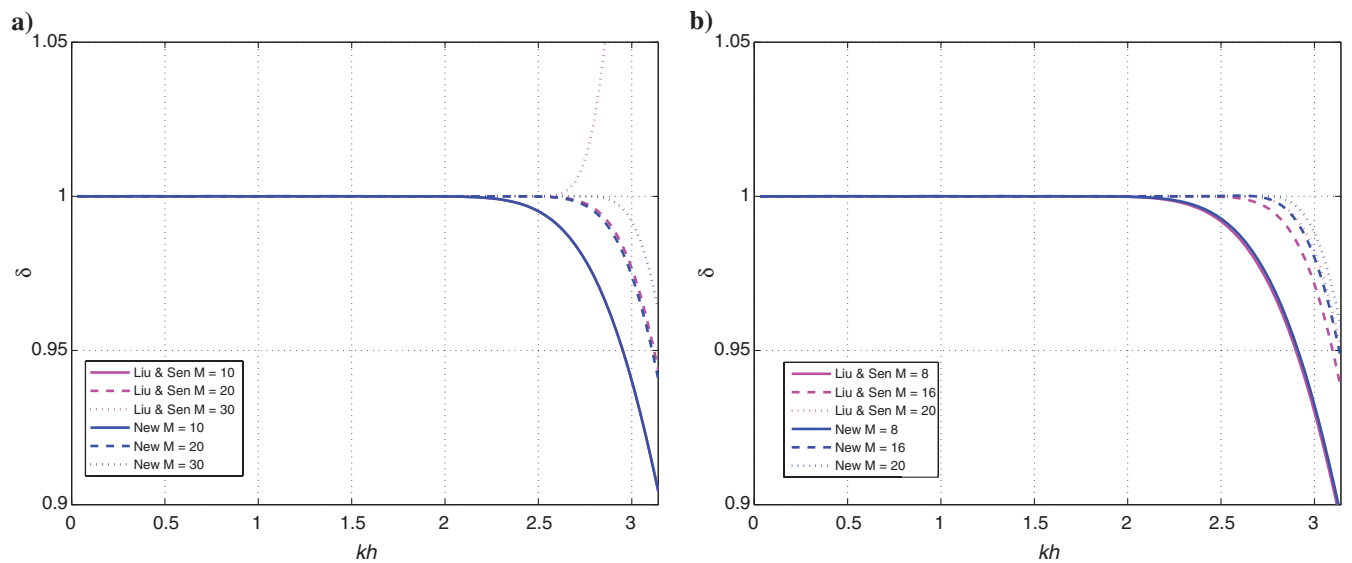 a)
1.05
1
0.95
0.9
δ
Liu & Sen M = 10
Liu & Sen M = 20
Liu & Sen M = 30
New M = 10
New M = 20
New M = 30
0
0.5
1
1.5
2
2.5
3
kh
b)
1.05
1
0.95
0.9
δ
Liu & Sen M = 8
Liu & Sen M = 16
Liu & Sen M = 20
New M = 8
New M = 16
New M = 20
0
0.5
1
1.5
2
2.5
3
kh